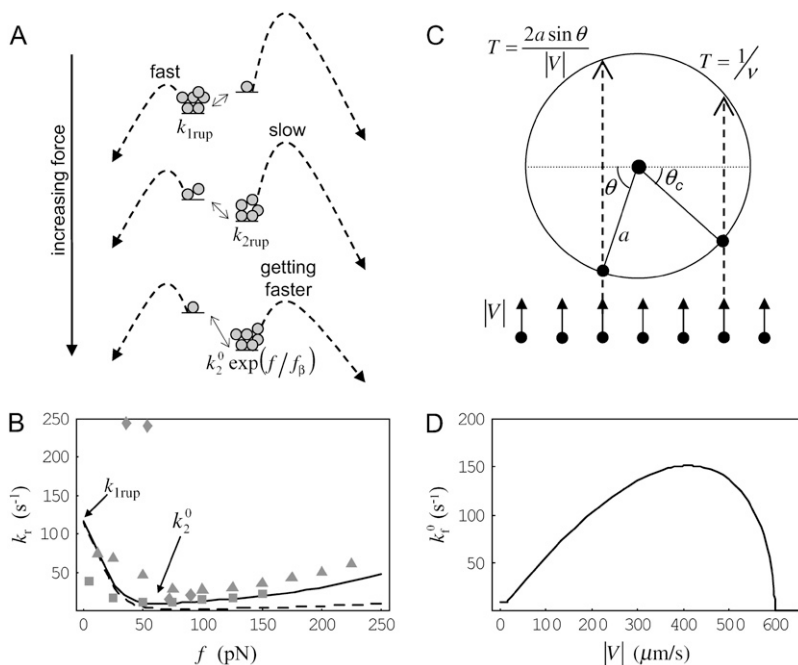 A
increasing force
fast
k1rup
slow
k2rup
getting
faster
k₂⁰ exp(f/fβ)
C
T = 2a sin θ / |V|
T = 1/ν
θ
θc
a
|V|
B
250
200
150
100
50
kr (s⁻¹)
k1rup
k₂⁰
0 50 100 150 200 250
f (pN)
D
200
150
100
50
kf⁰ (s⁻¹)
0 100 200 300 400 500 600
|V| (μm/s)